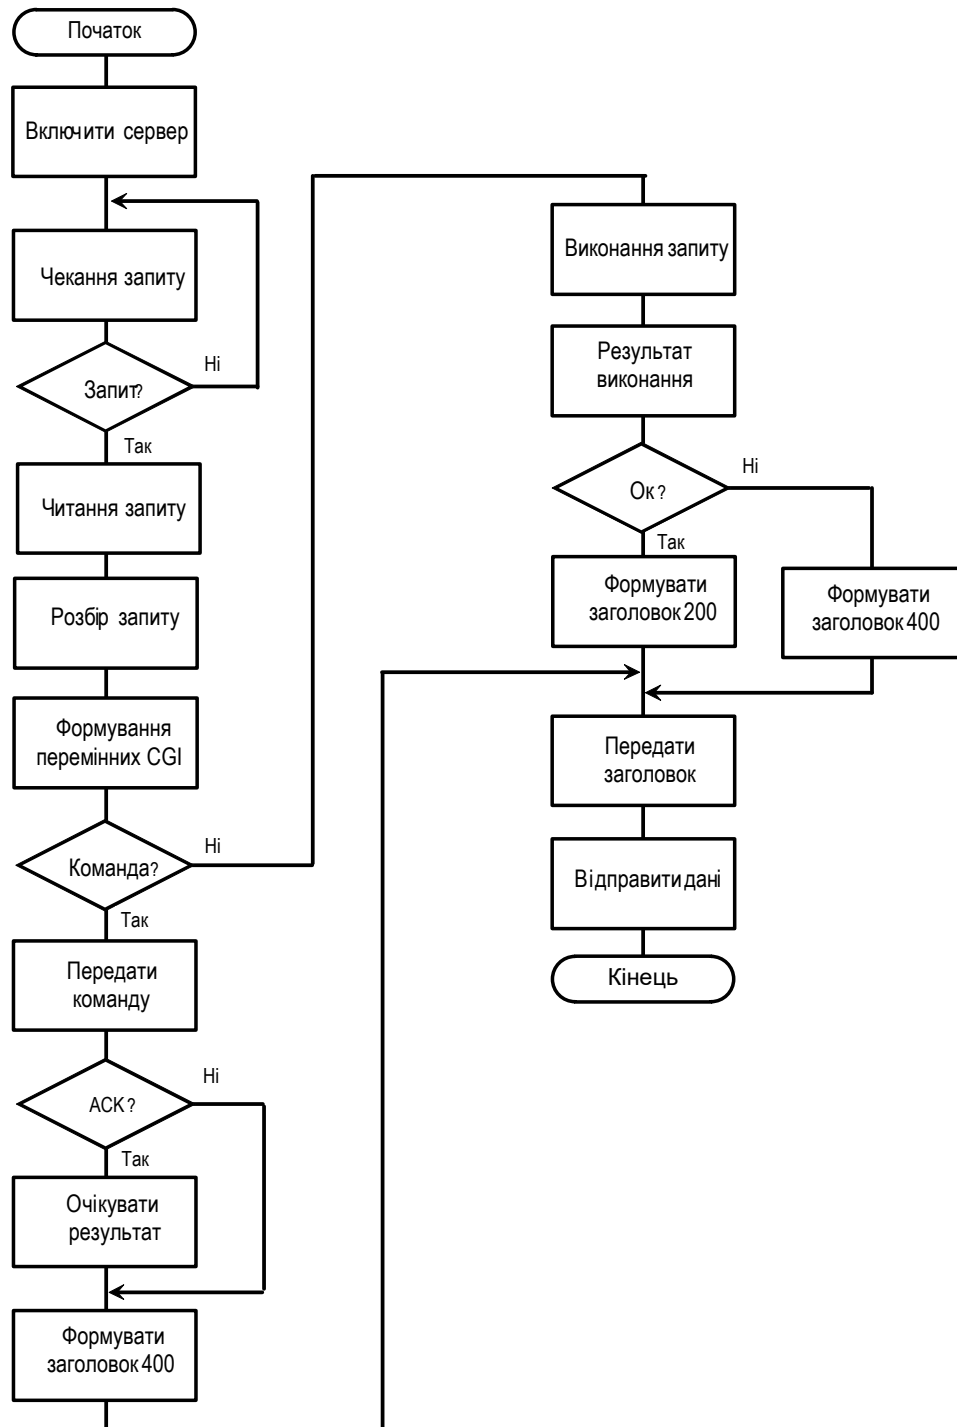 Початок
Включити сервер
Чекання запиту
Ні
Запит?
Так
Читання запиту
Розбір запиту
Формування
перемінних CGI
Ні
Команда?
Так
Передати
команду
Ні
ACK?
Так
Очікувати
результат
Формувати
заголовок 400
Виконання запиту
Результат
виконання
Ні
Ок?
Так
Формувати
заголовок 200
Формувати
заголовок 400
Передати
заголовок
Відправити дані
Кінець